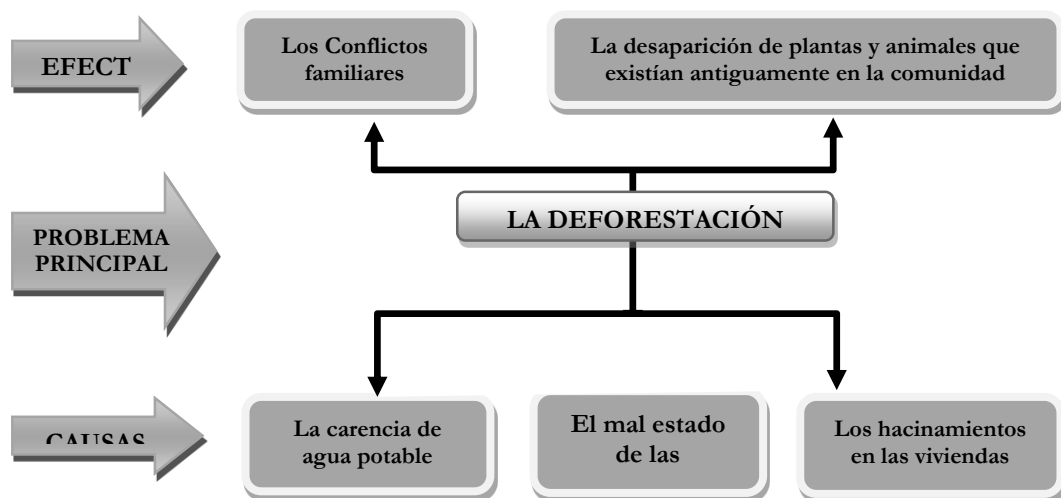 EFECT
Los Conflictos
familiares
La desaparición de plantas y animales que
existían antiguamente en la comunidad
PROBLEMA
PRINCIPAL
LA DEFORESTACIÓN
CAUSAS
La carencia de
agua potable
El mal estado
de las
Los hacinamientos
en las viviendas